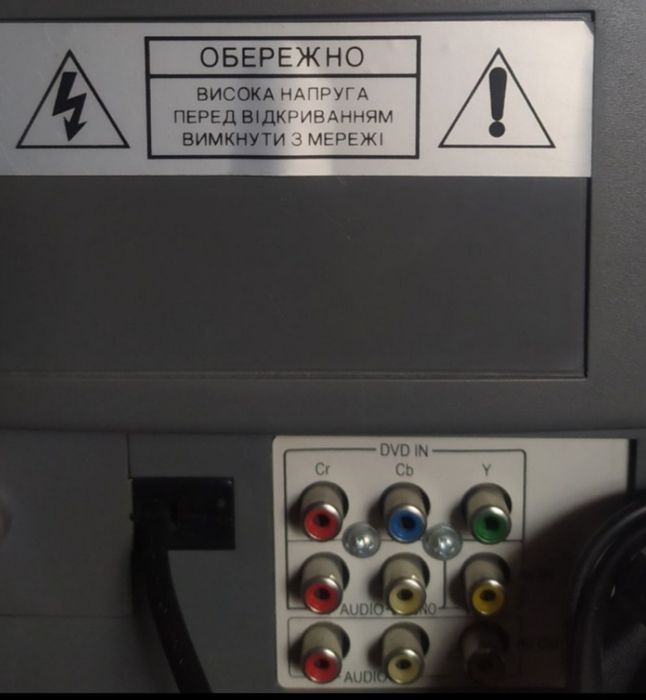 ОБЕРЕЖНО
ВИСОКА НАПРУГА
ПЕРЕД ВІДКРИВАННЯМ
ВИМКНУТИ З МЕРЕЖІ
DVD IN
Cr Cb Y
AUDIO
AUDIO